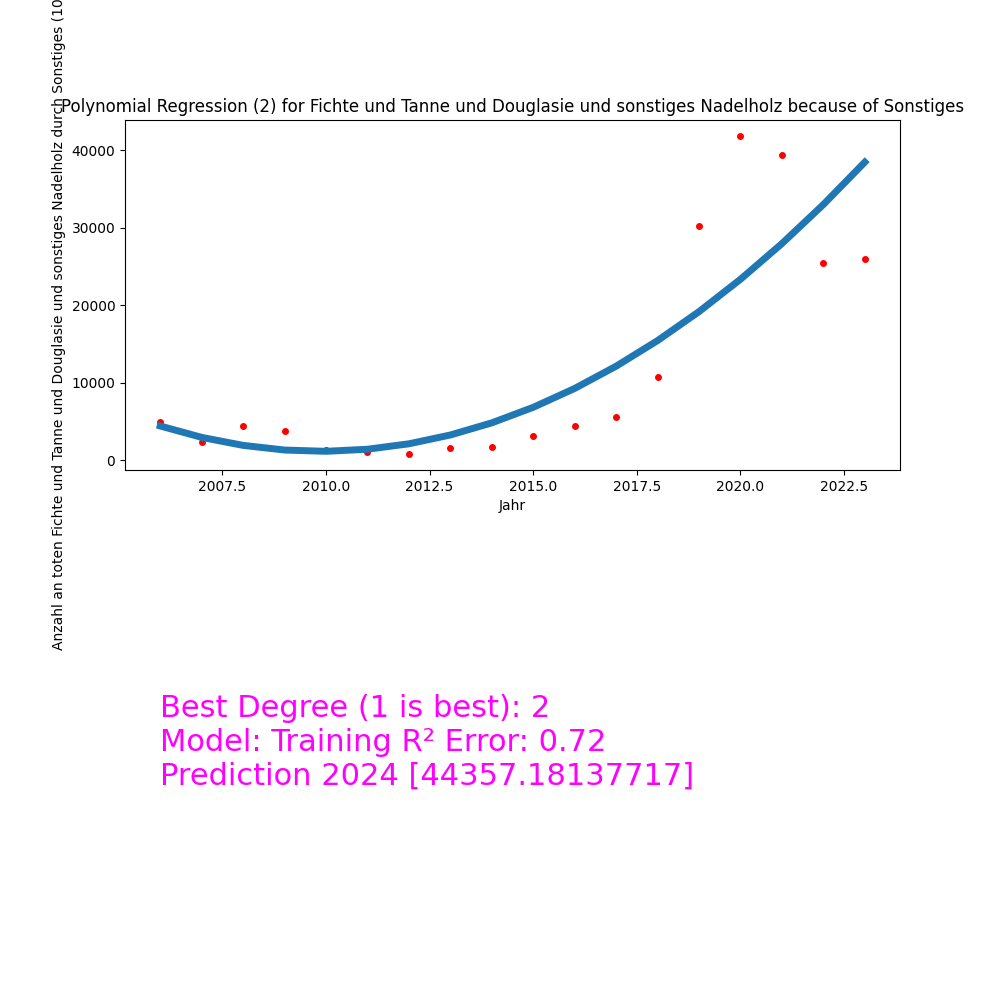 Polynomial Regression (2) for Fichte und Tanne und Douglasie und sonstiges Nadelholz because of Sonstiges
Anzahl an toten Fichte und Tanne und Douglasie und sonstiges Nadelholz durch Sonstiges (10
40000
30000
20000
10000
0
2007.5 2010.0 2012.5 2015.0 2017.5 2020.0 2022.5
Jahr
Best Degree (1 is best): 2
Model: Training R² Error: 0.72
Prediction 2024 [44357.18137717]